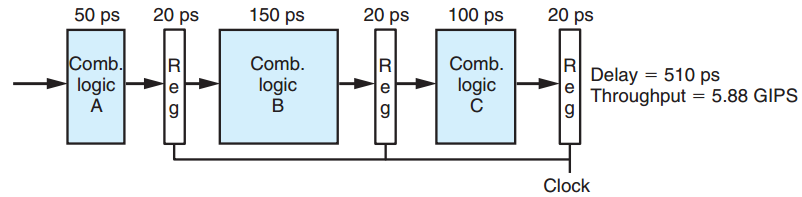 50 ps 20 ps 150 ps 20 ps 100 ps 20 ps
Comb.
logic
A
R
e
g
Comb.
logic
B
R
e
g
Comb.
logic
C
R
e
g
Delay = 510 ps
Throughput = 5.88 GIPS
Clock